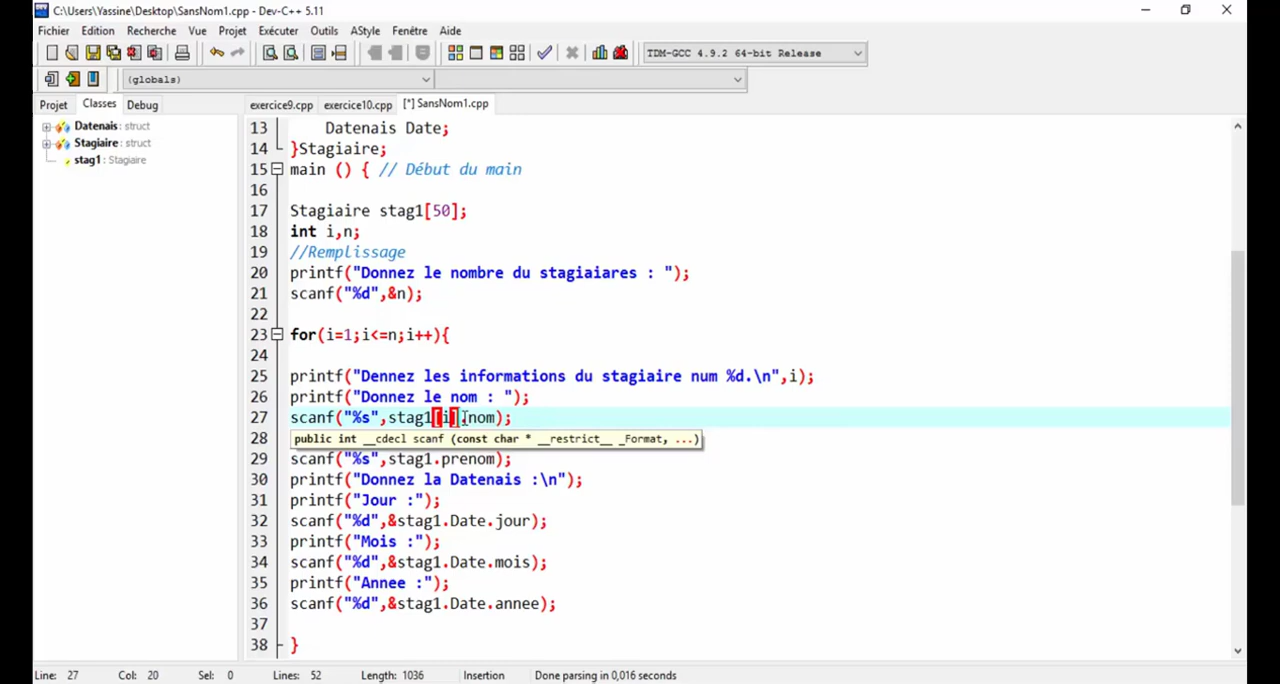 C:\Users\Yassine\Desktop\SansNom1.cpp - Dev-C++ 5.11
Fichier Edition Recherche Vue Projet Exécuter Outils AStyle Fenêtre Aide
TDM-GCC 4.9.2 64-bit Release
(globals)
Projet Classes Debug exercice9.cpp exercice10.cpp [*] SansNom1.cpp
Datenais : struct
Stagiaire : struct
stag1 : Stagiaire
13 Datenais Date;
14 }Stagiaire;
15 main () { // Début du main
16
17 Stagiaire stag1[50];
18 int i,n;
19 //Remplissage
20 printf("Donnez le nombre du stagiaiares : ");
21 scanf("%d",&n);
22
23 for(i=1;i<=n;i++){
24
25 printf("Dennez les informations du stagiaire num %d.\n",i);
26 printf("Donnez le nom : ");
27 scanf("%s",stag1[i].nom);
28 public int __cdecl scanf (const char * __restrict__ _Format, ...)
29 scanf("%s",stag1.prenom);
30 printf("Donnez la Datenais :\n");
31 printf("Jour :");
32 scanf("%d",&stag1.Date.jour);
33 printf("Mois :");
34 scanf("%d",&stag1.Date.mois);
35 printf("Annee :");
36 scanf("%d",&stag1.Date.annee);
37
38 }
Line: 27 Col: 20 Sel: 0 Lines: 52 Length: 1036 Insertion Done parsing in 0,016 seconds